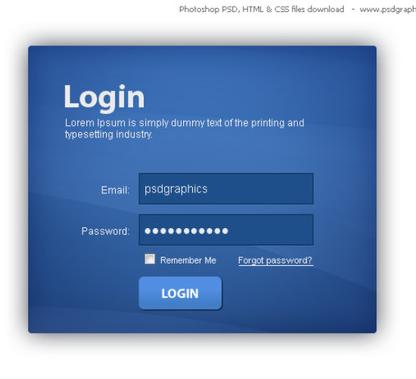 Photoshop PSD, HTML & CSS files download - www.psdgraph
Login
Lorem Ipsum is simply dummy text of the printing and
typesetting industry.
Email: psdgraphics
Password: ●●●●●●●●●●●
Remember Me Forgot password?
LOGIN